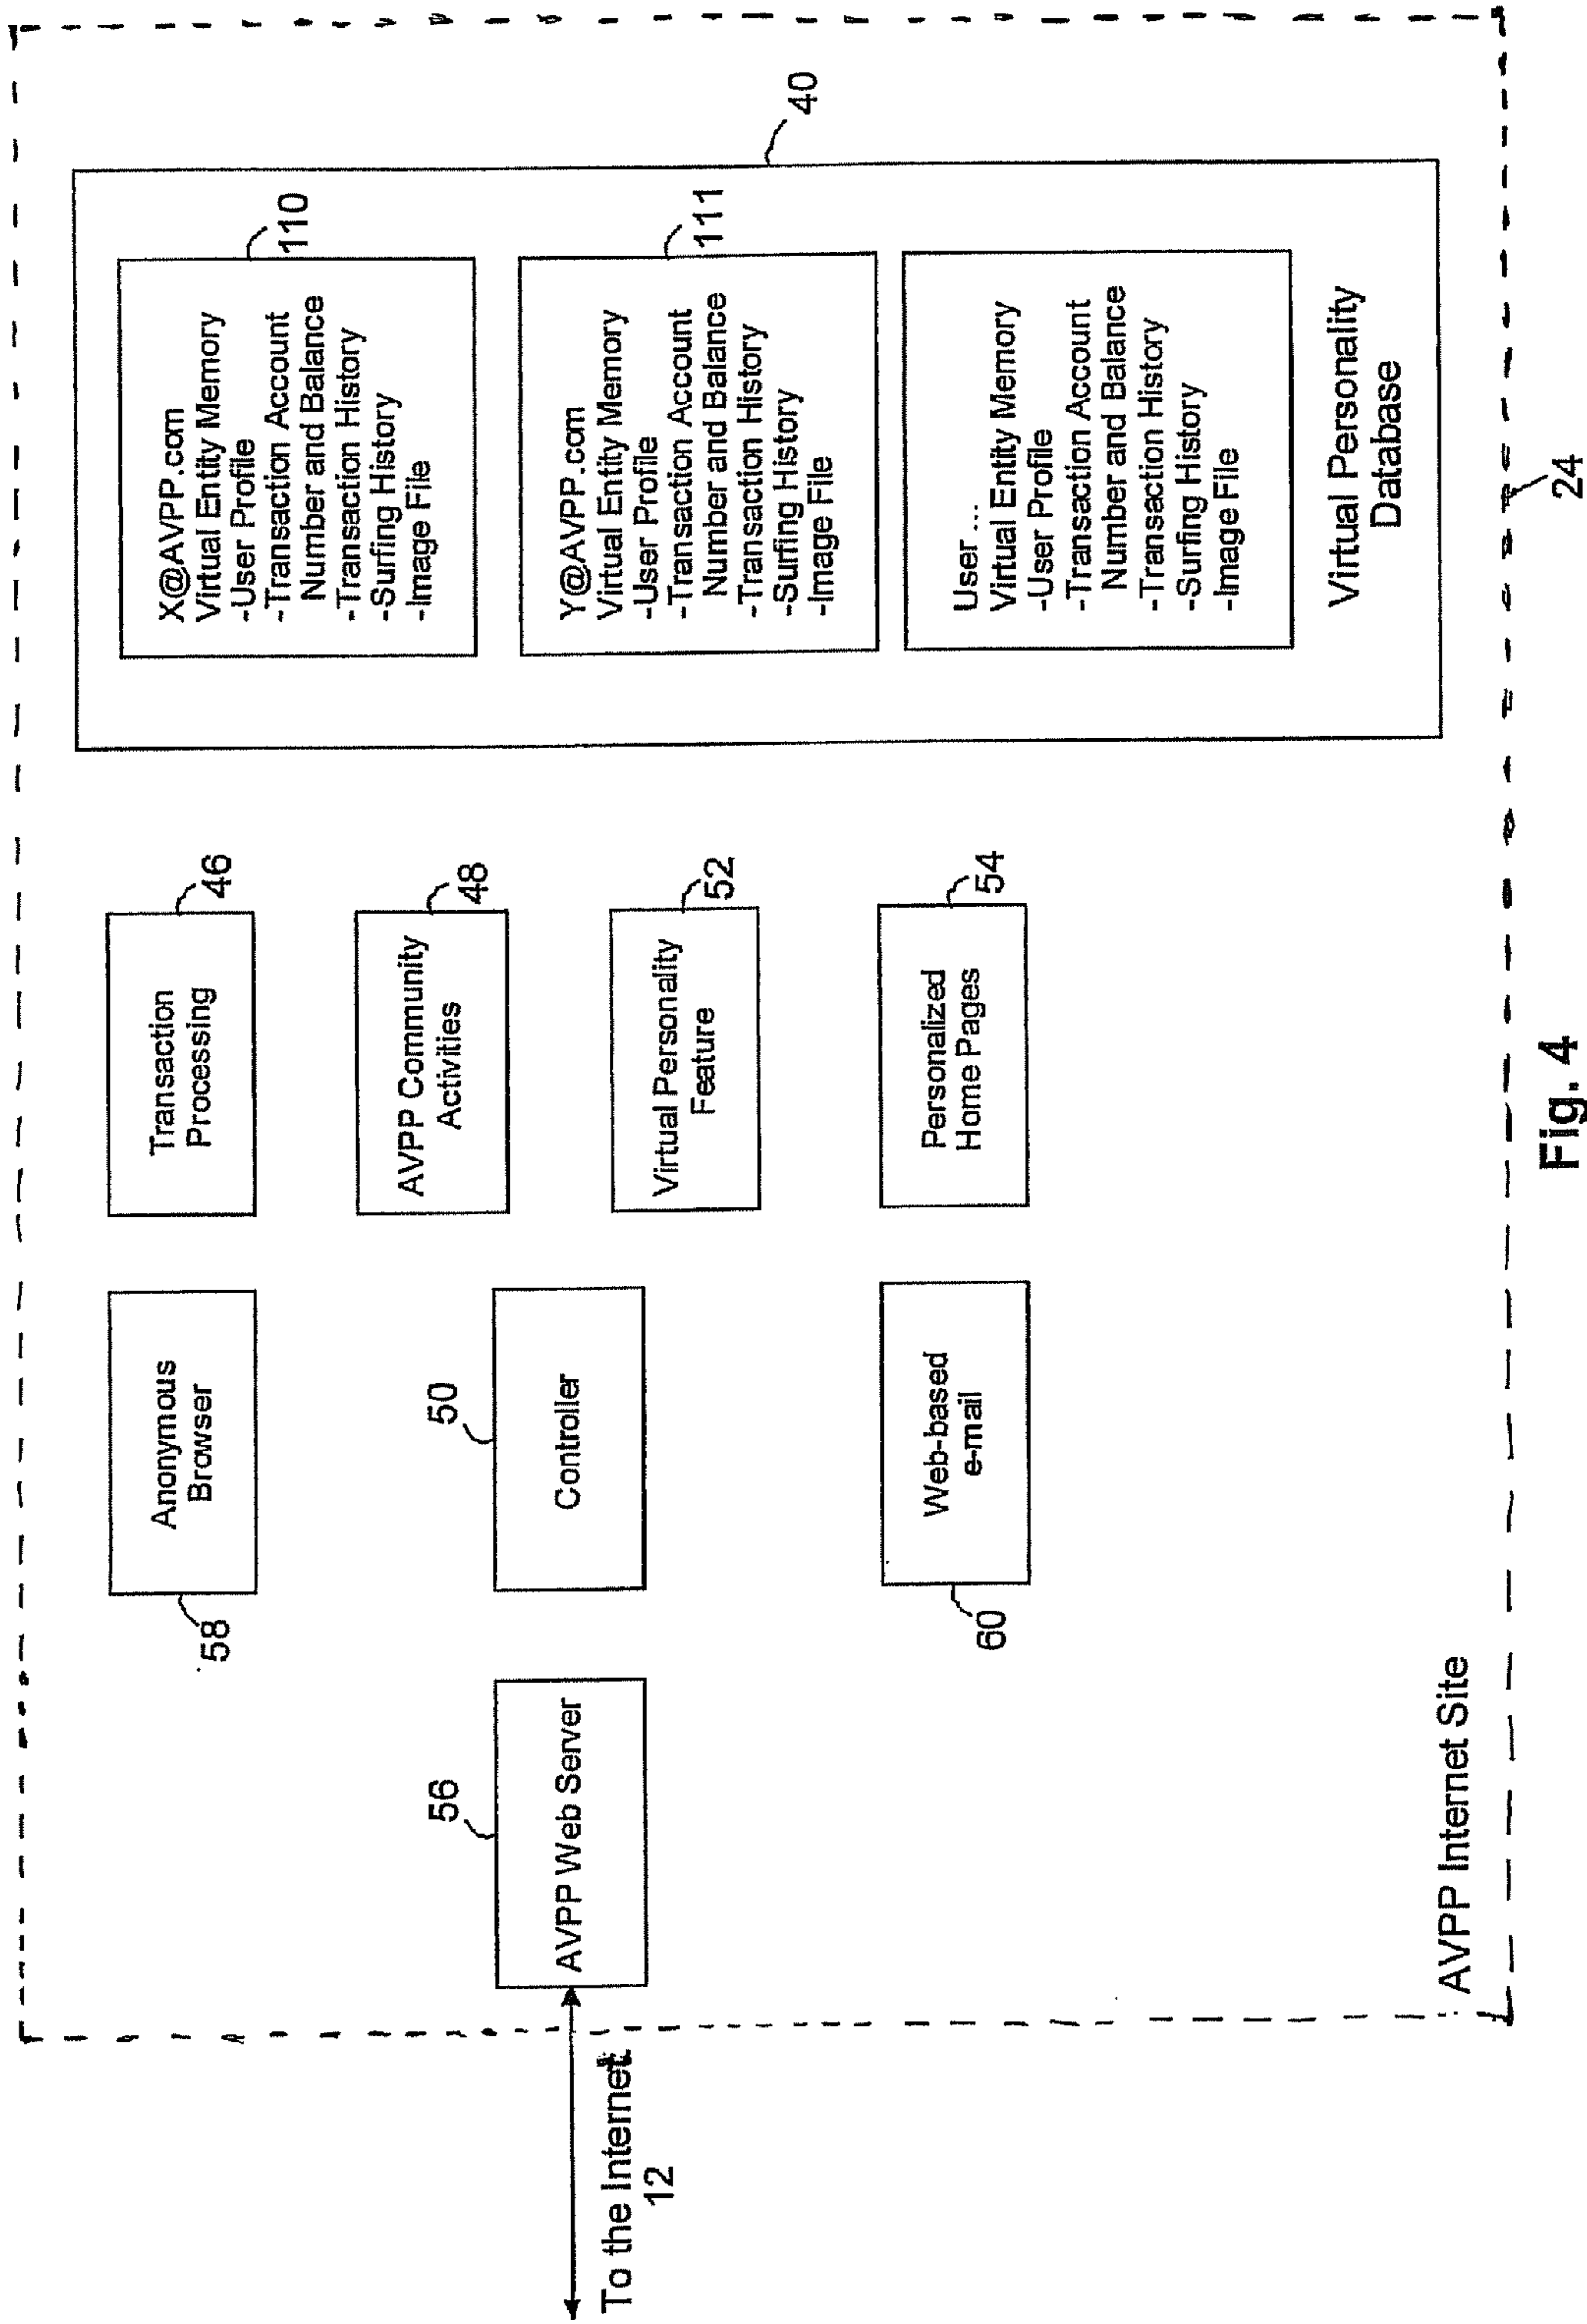 To the Internet
12
56
AVPP Web Server
AVPP Internet Site
58
Anonymous
Browser
50
Controller
60
Web-based
e-mail
46
Transaction
Processing
48
AVPP Community
Activities
52
Virtual Personality
Feature
54
Personalized
Home Pages
40
110
X@AVPP.com
Virtual Entity Memory
-User Profile
-Transaction Account
Number and Balance
-Transaction History
-Surfing History
-Image File
111
Y@AVPP.com
Virtual Entity Memory
-User Profile
-Transaction Account
Number and Balance
-Transaction History
-Surfing History
-Image File
User ...
Virtual Entity Memory
-User Profile
-Transaction Account
Number and Balance
-Transaction History
-Surfing History
-Image File
Virtual Personality
Database
24
Fig. 4